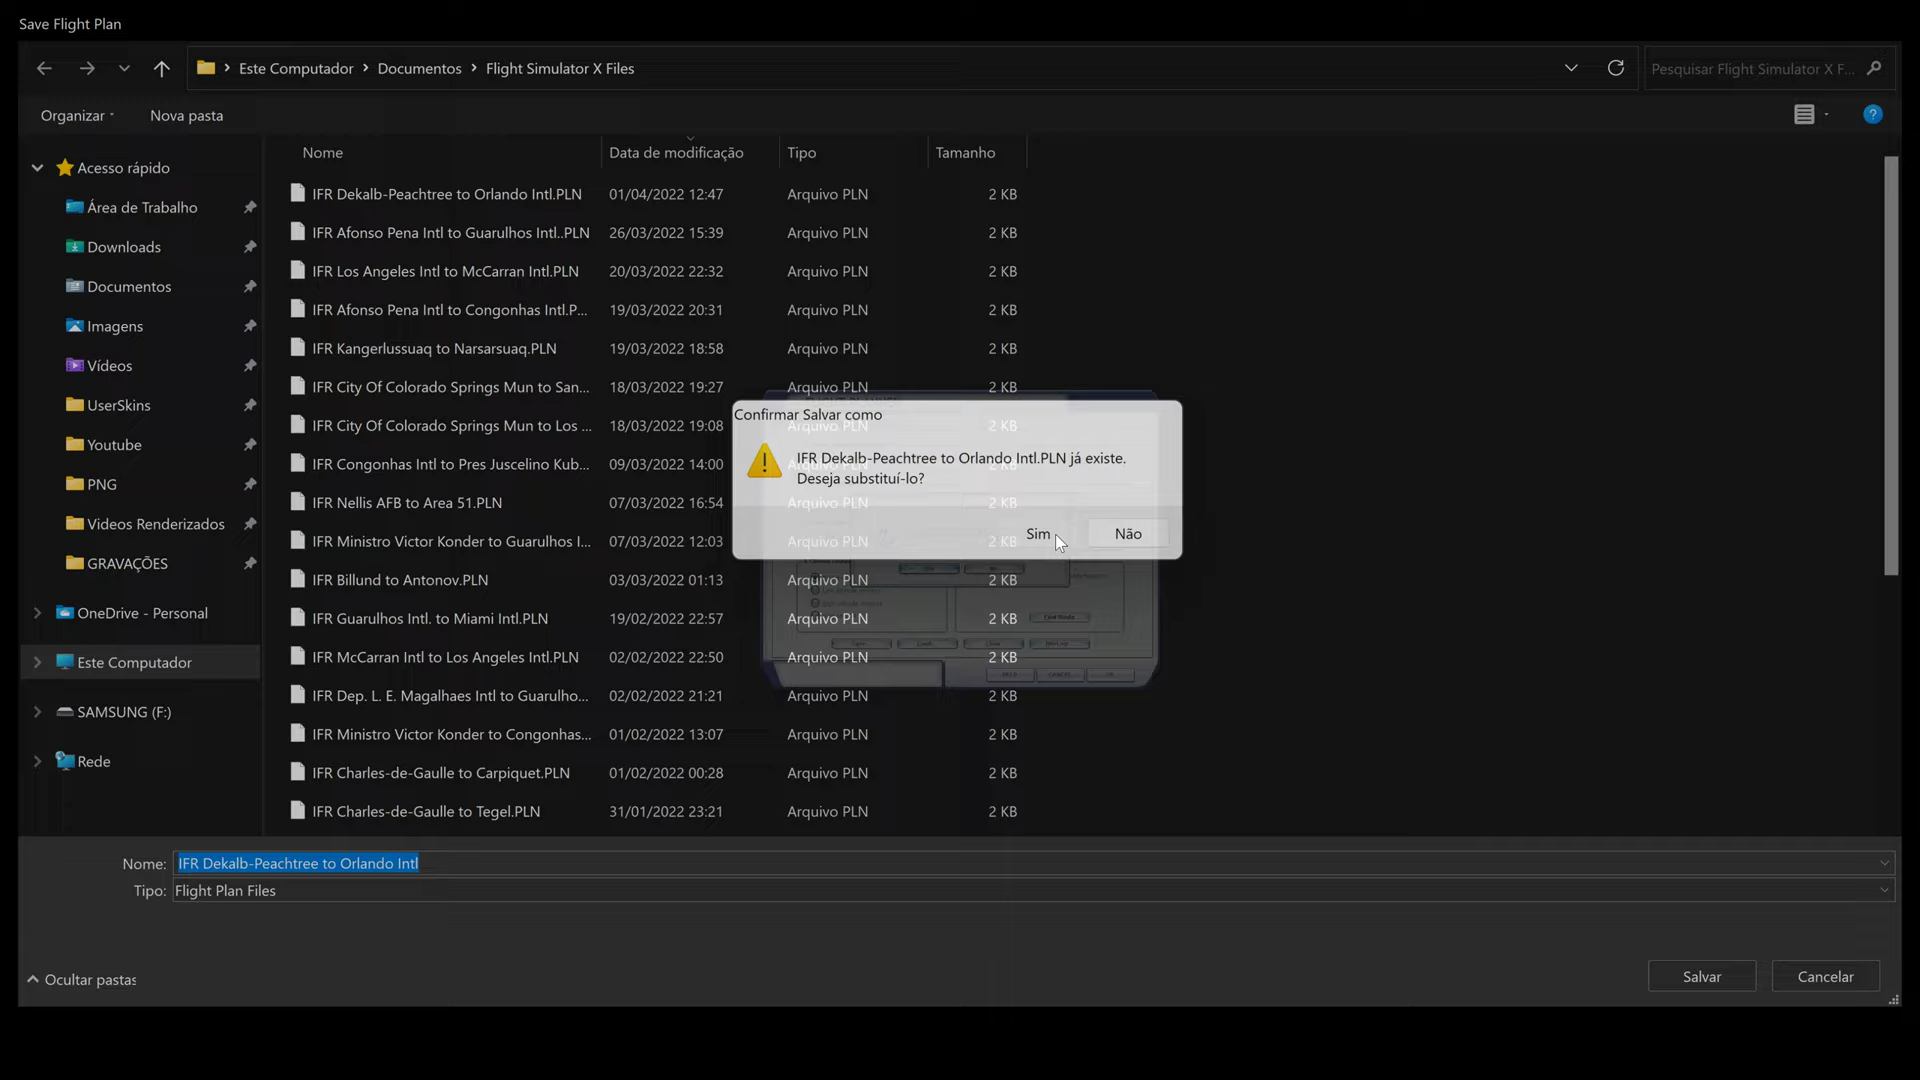 Save Flight Plan
Este Computador > Documentos > Flight Simulator X Files
Pesquisar Flight Simulator X F...
Organizar
Nova pasta
Nome
Data de modificação
Tipo
Tamanho
Acesso rápido
Área de Trabalho
Downloads
Documentos
Imagens
Vídeos
UserSkins
Youtube
PNG
Videos Renderizados
GRAVAÇÕES
OneDrive - Personal
Este Computador
SAMSUNG (F:)
Rede
IFR Dekalb-Peachtree to Orlando Intl.PLN 01/04/2022 12:47 Arquivo PLN 2 KB
IFR Afonso Pena Intl to Guarulhos Intl..PLN 26/03/2022 15:39 Arquivo PLN 2 KB
IFR Los Angeles Intl to McCarran Intl.PLN 20/03/2022 22:32 Arquivo PLN 2 KB
IFR Afonso Pena Intl to Congonhas Intl.P... 19/03/2022 20:31 Arquivo PLN 2 KB
IFR Kangerlussuaq to Narsarsuaq.PLN 19/03/2022 18:58 Arquivo PLN 2 KB
IFR City Of Colorado Springs Mun to San... 18/03/2022 19:27 Arquivo PLN 2 KB
IFR City Of Colorado Springs Mun to Los ... 18/03/2022 19:08 Arquivo PLN 2 KB
IFR Congonhas Intl to Pres Juscelino Kub... 09/03/2022 14:00
IFR Nellis AFB to Area 51.PLN 07/03/2022 16:54 Arquivo PLN 2 KB
IFR Ministro Victor Konder to Guarulhos I... 07/03/2022 12:03 Arquivo PLN 2 KB
IFR Billund to Antonov.PLN 03/03/2022 01:13 Arquivo PLN 2 KB
IFR Guarulhos Intl. to Miami Intl.PLN 19/02/2022 22:57 Arquivo PLN 2 KB
IFR McCarran Intl to Los Angeles Intl.PLN 02/02/2022 22:50 Arquivo PLN 2 KB
IFR Dep. L. E. Magalhaes Intl to Guarulho... 02/02/2022 21:21 Arquivo PLN 2 KB
IFR Ministro Victor Konder to Congonhas... 01/02/2022 13:07 Arquivo PLN 2 KB
IFR Charles-de-Gaulle to Carpiquet.PLN 01/02/2022 00:28 Arquivo PLN 2 KB
IFR Charles-de-Gaulle to Tegel.PLN 31/01/2022 23:21 Arquivo PLN 2 KB
Confirmar Salvar como
IFR Dekalb-Peachtree to Orlando Intl.PLN já existe.
Deseja substituí-lo?
Sim
Não
Nome: IFR Dekalb-Peachtree to Orlando Intl
Tipo: Flight Plan Files
Ocultar pastas
Salvar
Cancelar